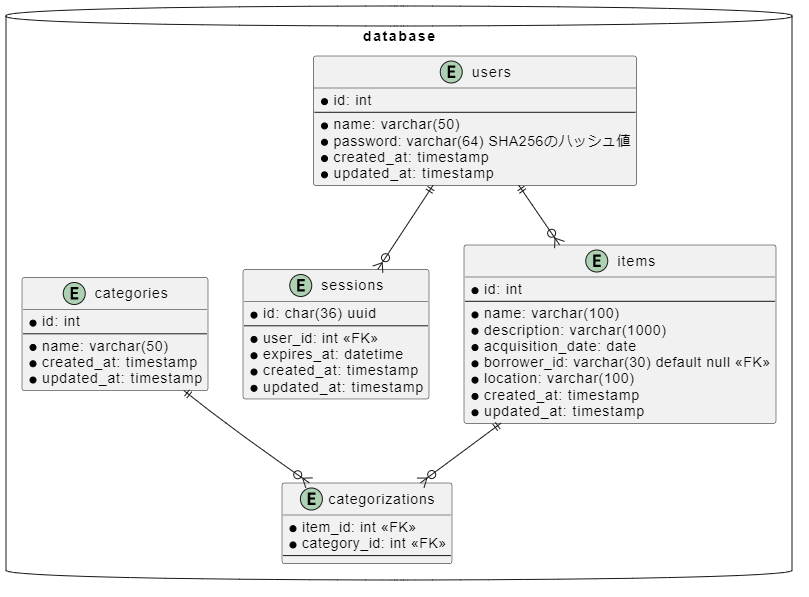 database
E users
id: int
name: varchar(50)
password: varchar(64) SHA256のハッシュ値
created_at: timestamp
updated_at: timestamp
E categories
id: int
name: varchar(50)
created_at: timestamp
updated_at: timestamp
E sessions
id: char(36) uuid
user_id: int «FK»
expires_at: datetime
created_at: timestamp
updated_at: timestamp
E items
id: int
name: varchar(100)
description: varchar(1000)
acquisition_date: date
borrower_id: varchar(30) default null «FK»
location: varchar(100)
created_at: timestamp
updated_at: timestamp
E categorizations
item_id: int «FK»
category_id: int «FK»